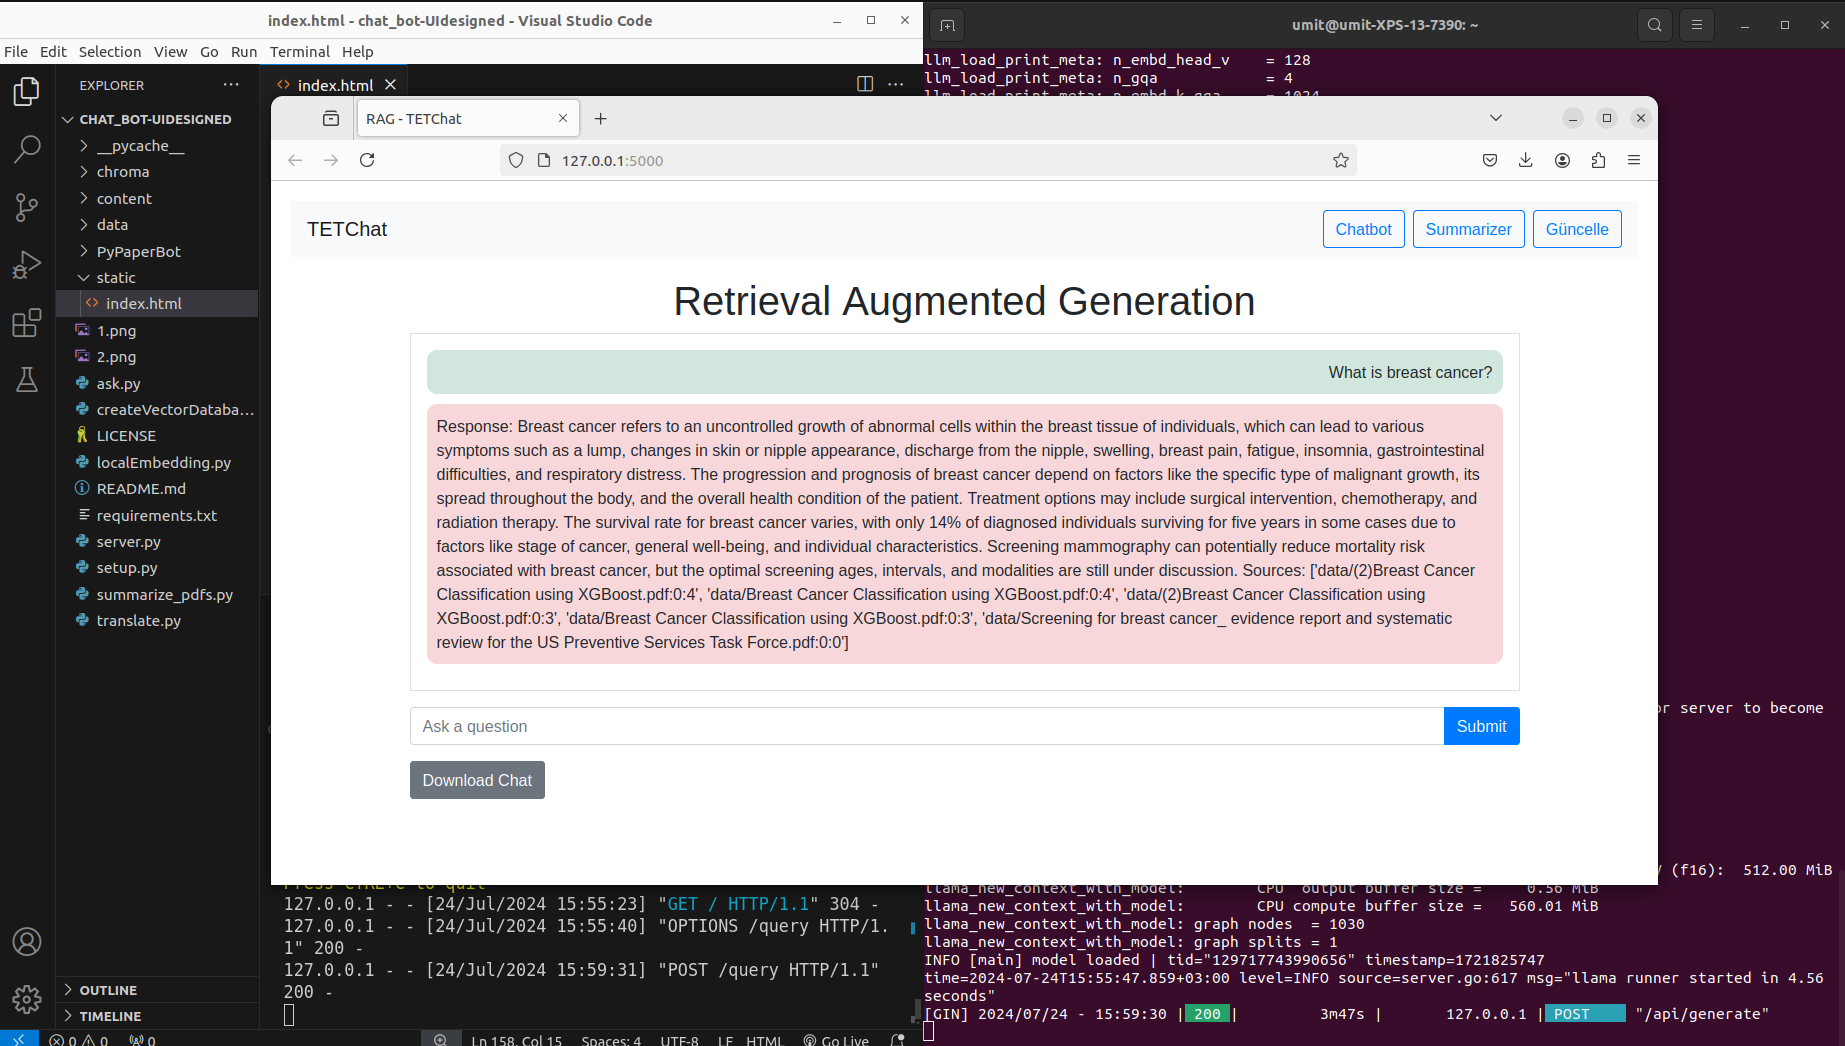 index.html - chat_bot-UIdesigned - Visual Studio Code
File Edit Selection View Go Run Terminal Help
EXPLORER
CHAT_BOT-UIDESIGNED
__pycache__
chroma
content
data
PyPaperBot
static
index.html
1.png
2.png
ask.py
createVectorDataba...
LICENSE
localEmbedding.py
README.md
requirements.txt
server.py
setup.py
summarize_pdfs.py
translate.py
OUTLINE
TIMELINE
index.html
umit@umit-XPS-13-7390: ~
llm_load_print_meta: n_embd_head_v    = 128
llm_load_print_meta: n_gqa            = 4
llm_load_print_meta: n_embd_k_gqa     = 1024
RAG - TETChat
127.0.0.1:5000
TETChat
Chatbot
Summarizer
Güncelle
Retrieval Augmented Generation
What is breast cancer?
Response: Breast cancer refers to an uncontrolled growth of abnormal cells within the breast tissue of individuals, which can lead to various
symptoms such as a lump, changes in skin or nipple appearance, discharge from the nipple, swelling, breast pain, fatigue, insomnia, gastrointestinal
difficulties, and respiratory distress. The progression and prognosis of breast cancer depend on factors like the specific type of malignant growth, its
spread throughout the body, and the overall health condition of the patient. Treatment options may include surgical intervention, chemotherapy, and
radiation therapy. The survival rate for breast cancer varies, with only 14% of diagnosed individuals surviving for five years in some cases due to
factors like stage of cancer, general well-being, and individual characteristics. Screening mammography can potentially reduce mortality risk
associated with breast cancer, but the optimal screening ages, intervals, and modalities are still under discussion. Sources: ['data/(2)Breast Cancer
Classification using XGBoost.pdf:0:4', 'data/Breast Cancer Classification using XGBoost.pdf:0:4', 'data/(2)Breast Cancer Classification using
XGBoost.pdf:0:3', 'data/Breast Cancer Classification using XGBoost.pdf:0:3', 'data/Screening for breast cancer_ evidence report and systematic
review for the US Preventive Services Task Force.pdf:0:0']
Ask a question
Submit
Download Chat
or server to become
(f16):  512.00 MiB
Press CTRL+C to quit
127.0.0.1 - - [24/Jul/2024 15:55:23] "GET / HTTP/1.1" 304 -
127.0.0.1 - - [24/Jul/2024 15:55:40] "OPTIONS /query HTTP/1.
1" 200 -
127.0.0.1 - - [24/Jul/2024 15:59:31] "POST /query HTTP/1.1"
200 -
llama_new_context_with_model:        CPU  output buffer size =     0.56 MiB
llama_new_context_with_model:        CPU compute buffer size =   560.01 MiB
llama_new_context_with_model: graph nodes  = 1030
llama_new_context_with_model: graph splits = 1
INFO [main] model loaded | tid="129717743990656" timestamp=1721825747
time=2024-07-24T15:55:47.859+03:00 level=INFO source=server.go:617 msg="llama runner started in 4.56
seconds"
[GIN] 2024/07/24 - 15:59:30 | 200 |         3m47s |       127.0.0.1 | POST     "/api/generate"
0 0 0 Ln 158, Col 15 Spaces: 4 UTF-8 LF HTML Go Live